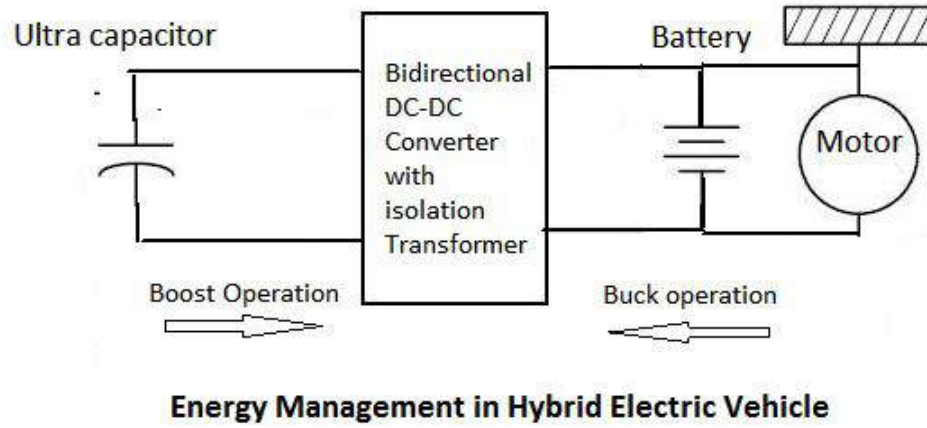 Ultra capacitor
Battery
Bidirectional
DC-DC
Converter
with
isolation
Transformer
Motor
Boost Operation
Buck operation
Energy Management in Hybrid Electric Vehicle